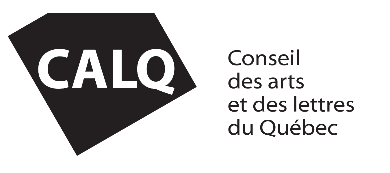 CALQ
Conseil
des arts
et des lettres
du Québec